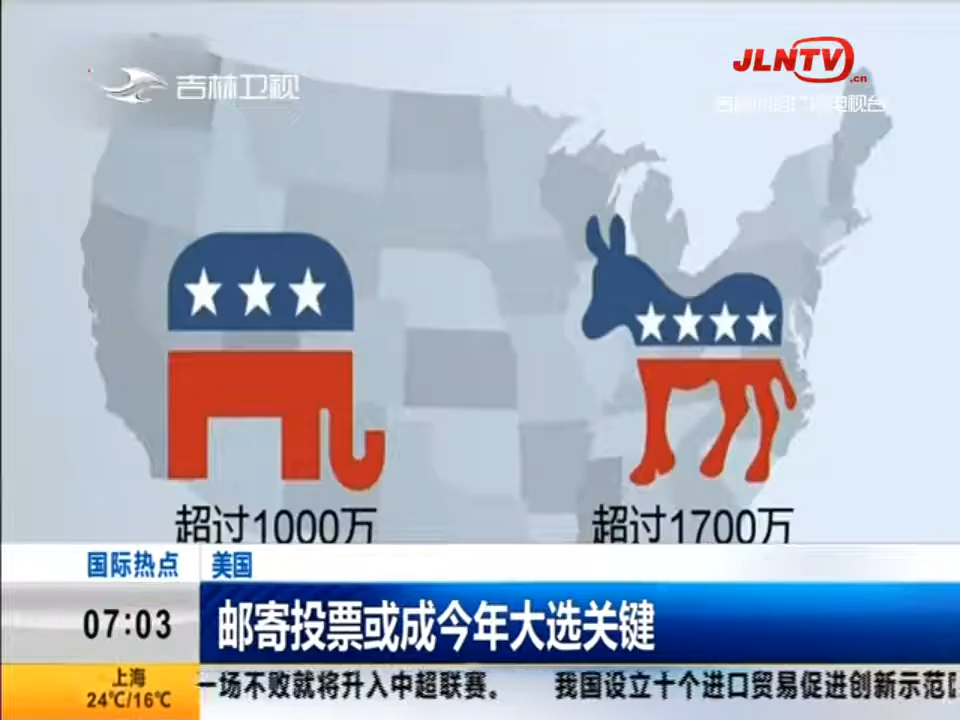 吉林卫视
JLNTV
.cn
超过1000万
超过1700万
国际热点
美国
07:03
邮寄投票或成今年大选关键
上海
24℃/16℃
一场不败就将升入中超联赛。 我国设立十个进口贸易促进创新示范